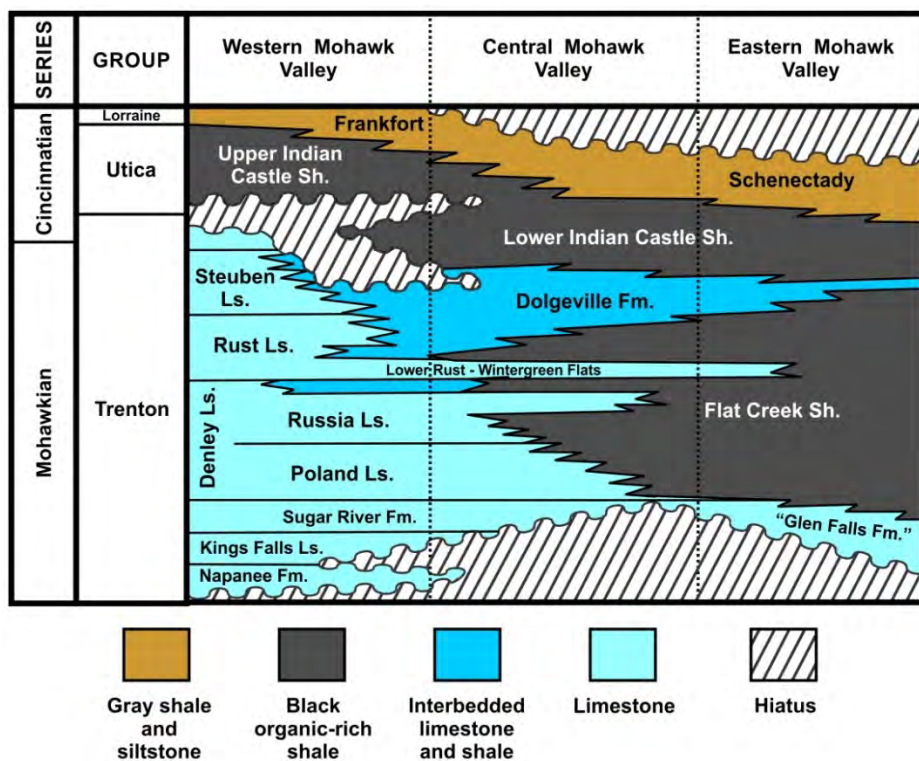 SERIES
GROUP
Western Mohawk
Valley
Central Mohawk
Valley
Eastern Mohawk
Valley
Cincinnatian
Mohawkian
Lorraine
Utica
Trenton
Frankfort
Upper Indian
Castle Sh.
Schenectady
Lower Indian Castle Sh.
Steuben
Ls.
Dolgeville Fm.
Rust Ls.
Lower Rust - Wintergreen Flats
Denley Ls.
Russia Ls.
Flat Creek Sh.
Poland Ls.
Sugar River Fm.
"Glen Falls Fm."
Kings Falls Ls.
Napanee Fm.
Gray shale
and
siltstone
Black
organic-rich
shale
Interbedded
limestone
and shale
Limestone
Hiatus